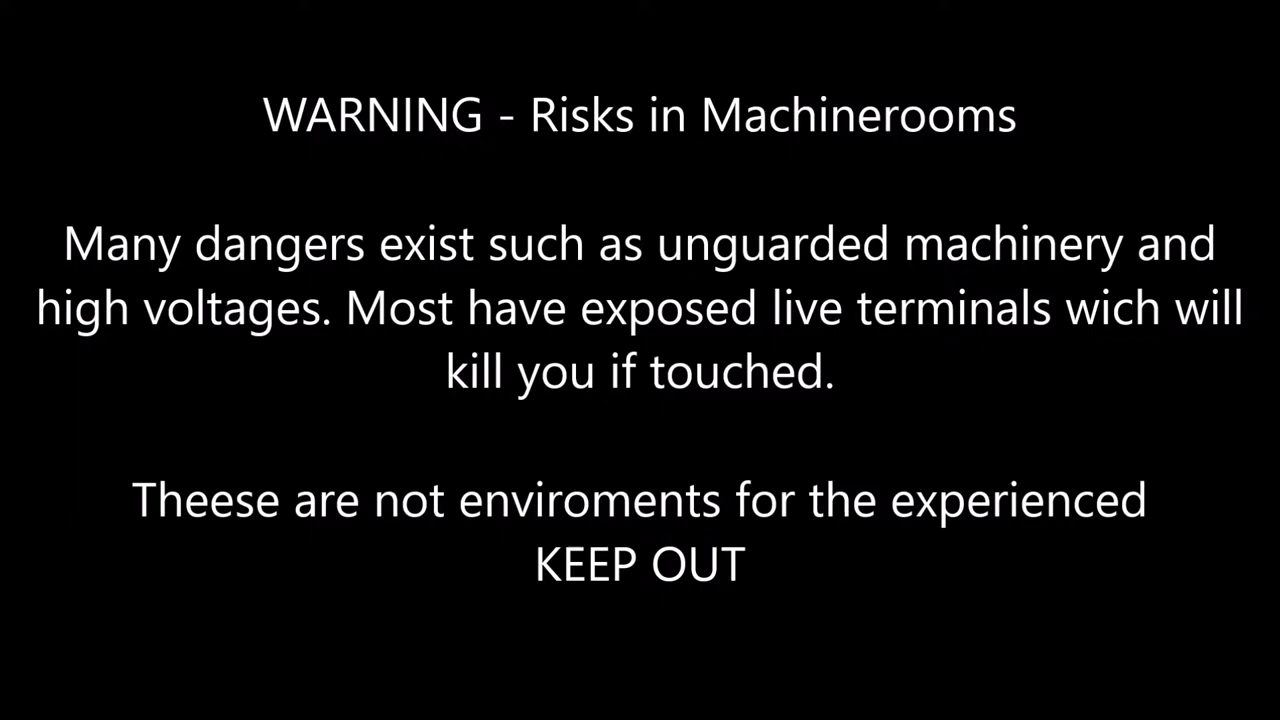 WARNING - Risks in Machinerooms
Many dangers exist such as unguarded machinery and
high voltages. Most have exposed live terminals wich will
kill you if touched.
Theese are not enviroments for the experienced
KEEP OUT